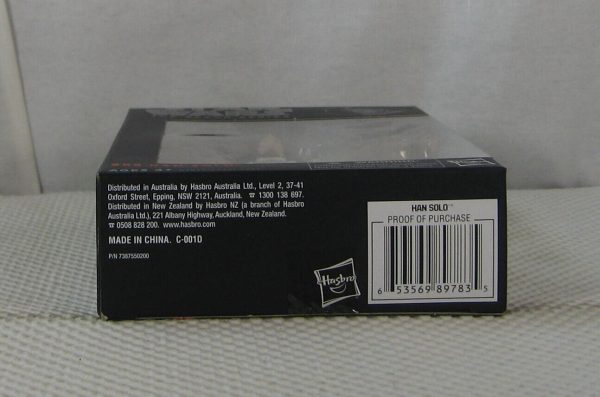 STAR
WARS
AGES 4+
Distributed in Australia by Hasbro Australia Ltd., Level 2, 37-41
Oxford Street, Epping, NSW 2121, Australia. ☎ 1300 138 697.
Distributed in New Zealand by Hasbro NZ (a branch of Hasbro
Australia Ltd.), 221 Albany Highway, Auckland, New Zealand.
☎ 0508 828 200. www.hasbro.com
MADE IN CHINA. C-001D
P/N 7387550200
Hasbro
HAN SOLO™
PROOF OF PURCHASE
6 53569 89783 5